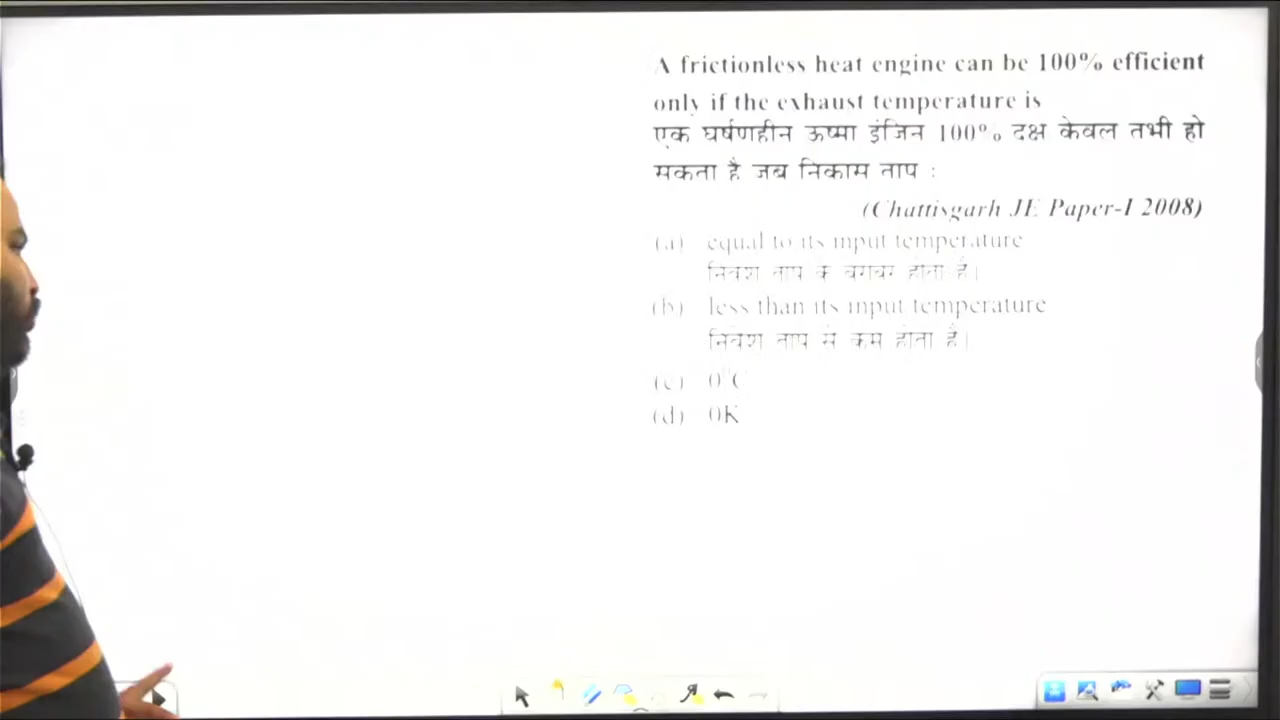 A frictionless heat engine can be 100% efficient
only if the exhaust temperature is
एक घर्षणहीन ऊष्मा इंजिन 100% दक्ष केवल तभी हो
सकता है जब निकास ताप :
(Chattisgarh JE Paper-I 2008)
(a) equal to its input temperature
निवेश ताप के बराबर होता है।
(b) less than its input temperature
निवेश ताप से कम होता है।
(c) 0°C
(d) 0K